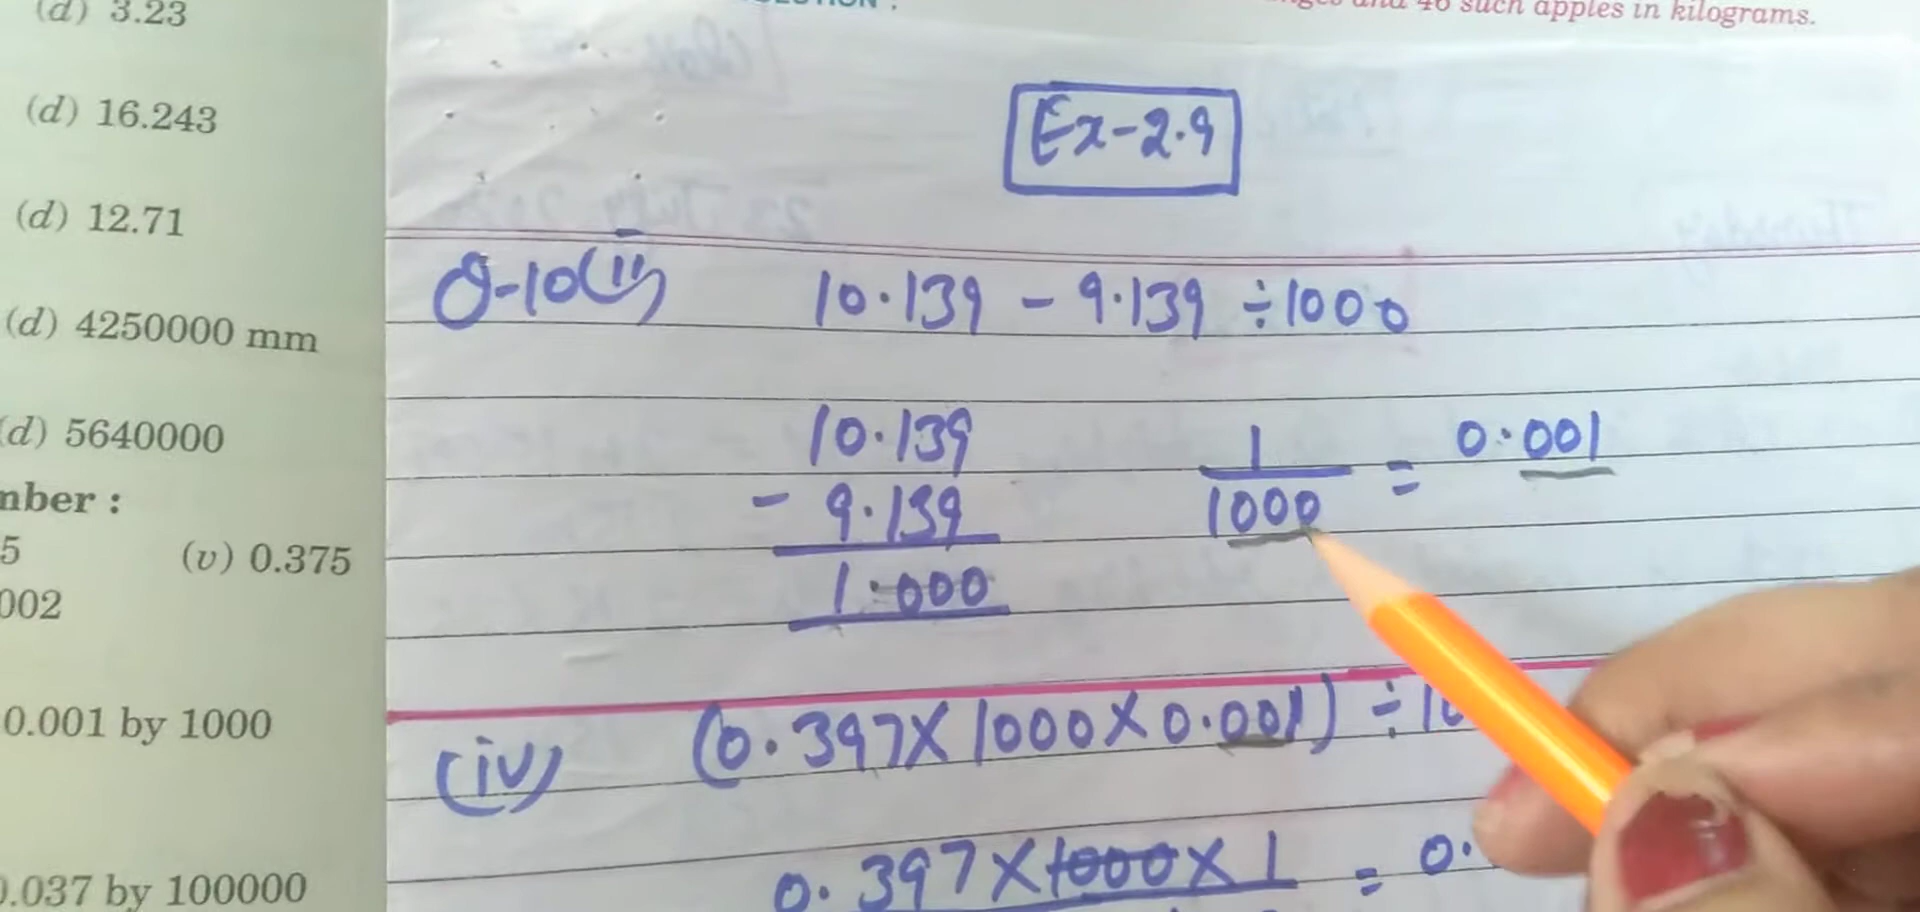 (d) 3.23
such apples in kilograms.
(d) 16.243
(d) 12.71
(d) 4250000 mm
(d) 5640000
5 (v) 0.375
002
0.001 by 1000
.037 by 100000
Ex-2.9
Q-10(ii) 10.139 - 9.139 ÷ 1000
10.139
- 9.139
1.000
1
1000
= 0.001
(iv) (0.397 X 1000 X 0.001) ÷ 10
0.397 X 1000 X 1 = 0.